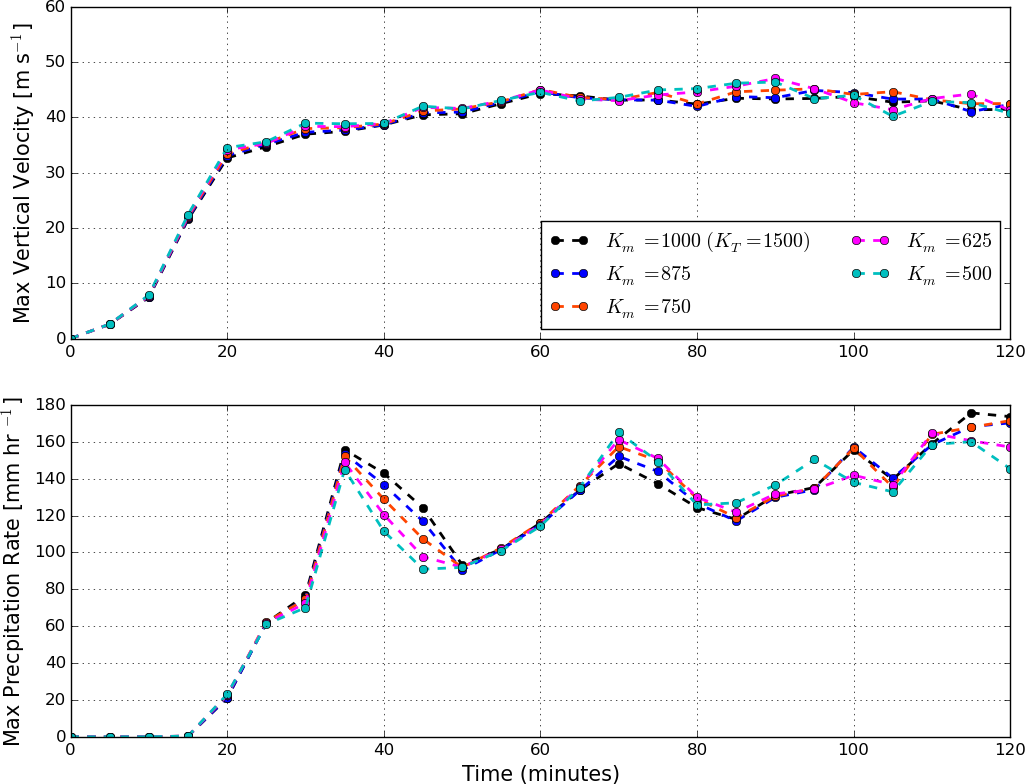 60
50
40
30
20
10
0
Max Vertical Velocity [m s⁻¹]
K_m =1000 (K_T =1500)
K_m =875
K_m =750
K_m =625
K_m =500
0 20 40 60 80 100 120
180
160
140
120
100
80
60
40
20
0
Max Precpitation Rate [mm hr⁻¹]
0 20 40 60 80 100 120
Time (minutes)